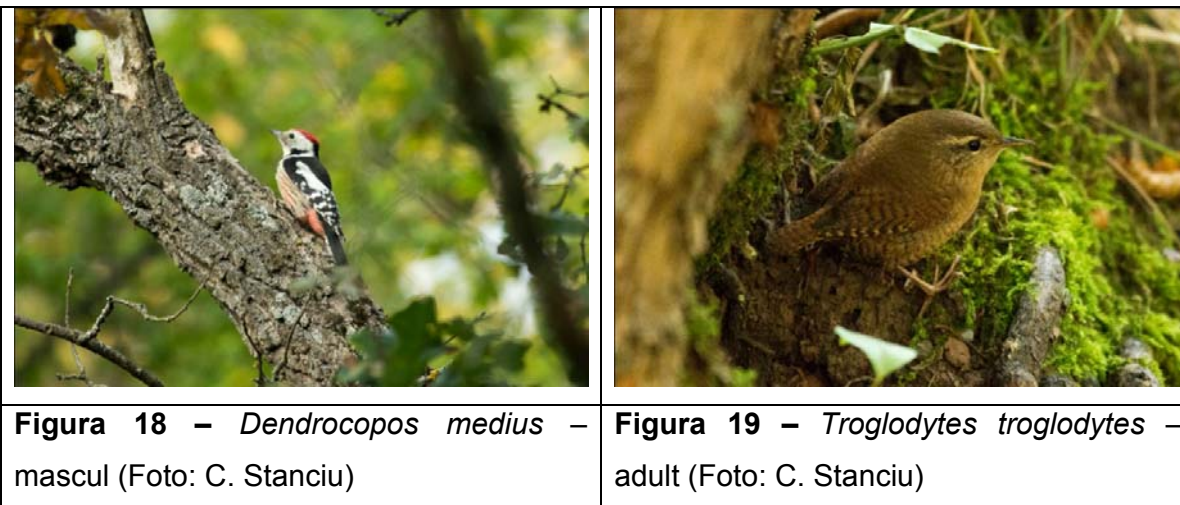 Figura 18 – Dendrocopos medius –
mascul (Foto: C. Stanciu)
Figura 19 – Troglodytes troglodytes –
adult (Foto: C. Stanciu)